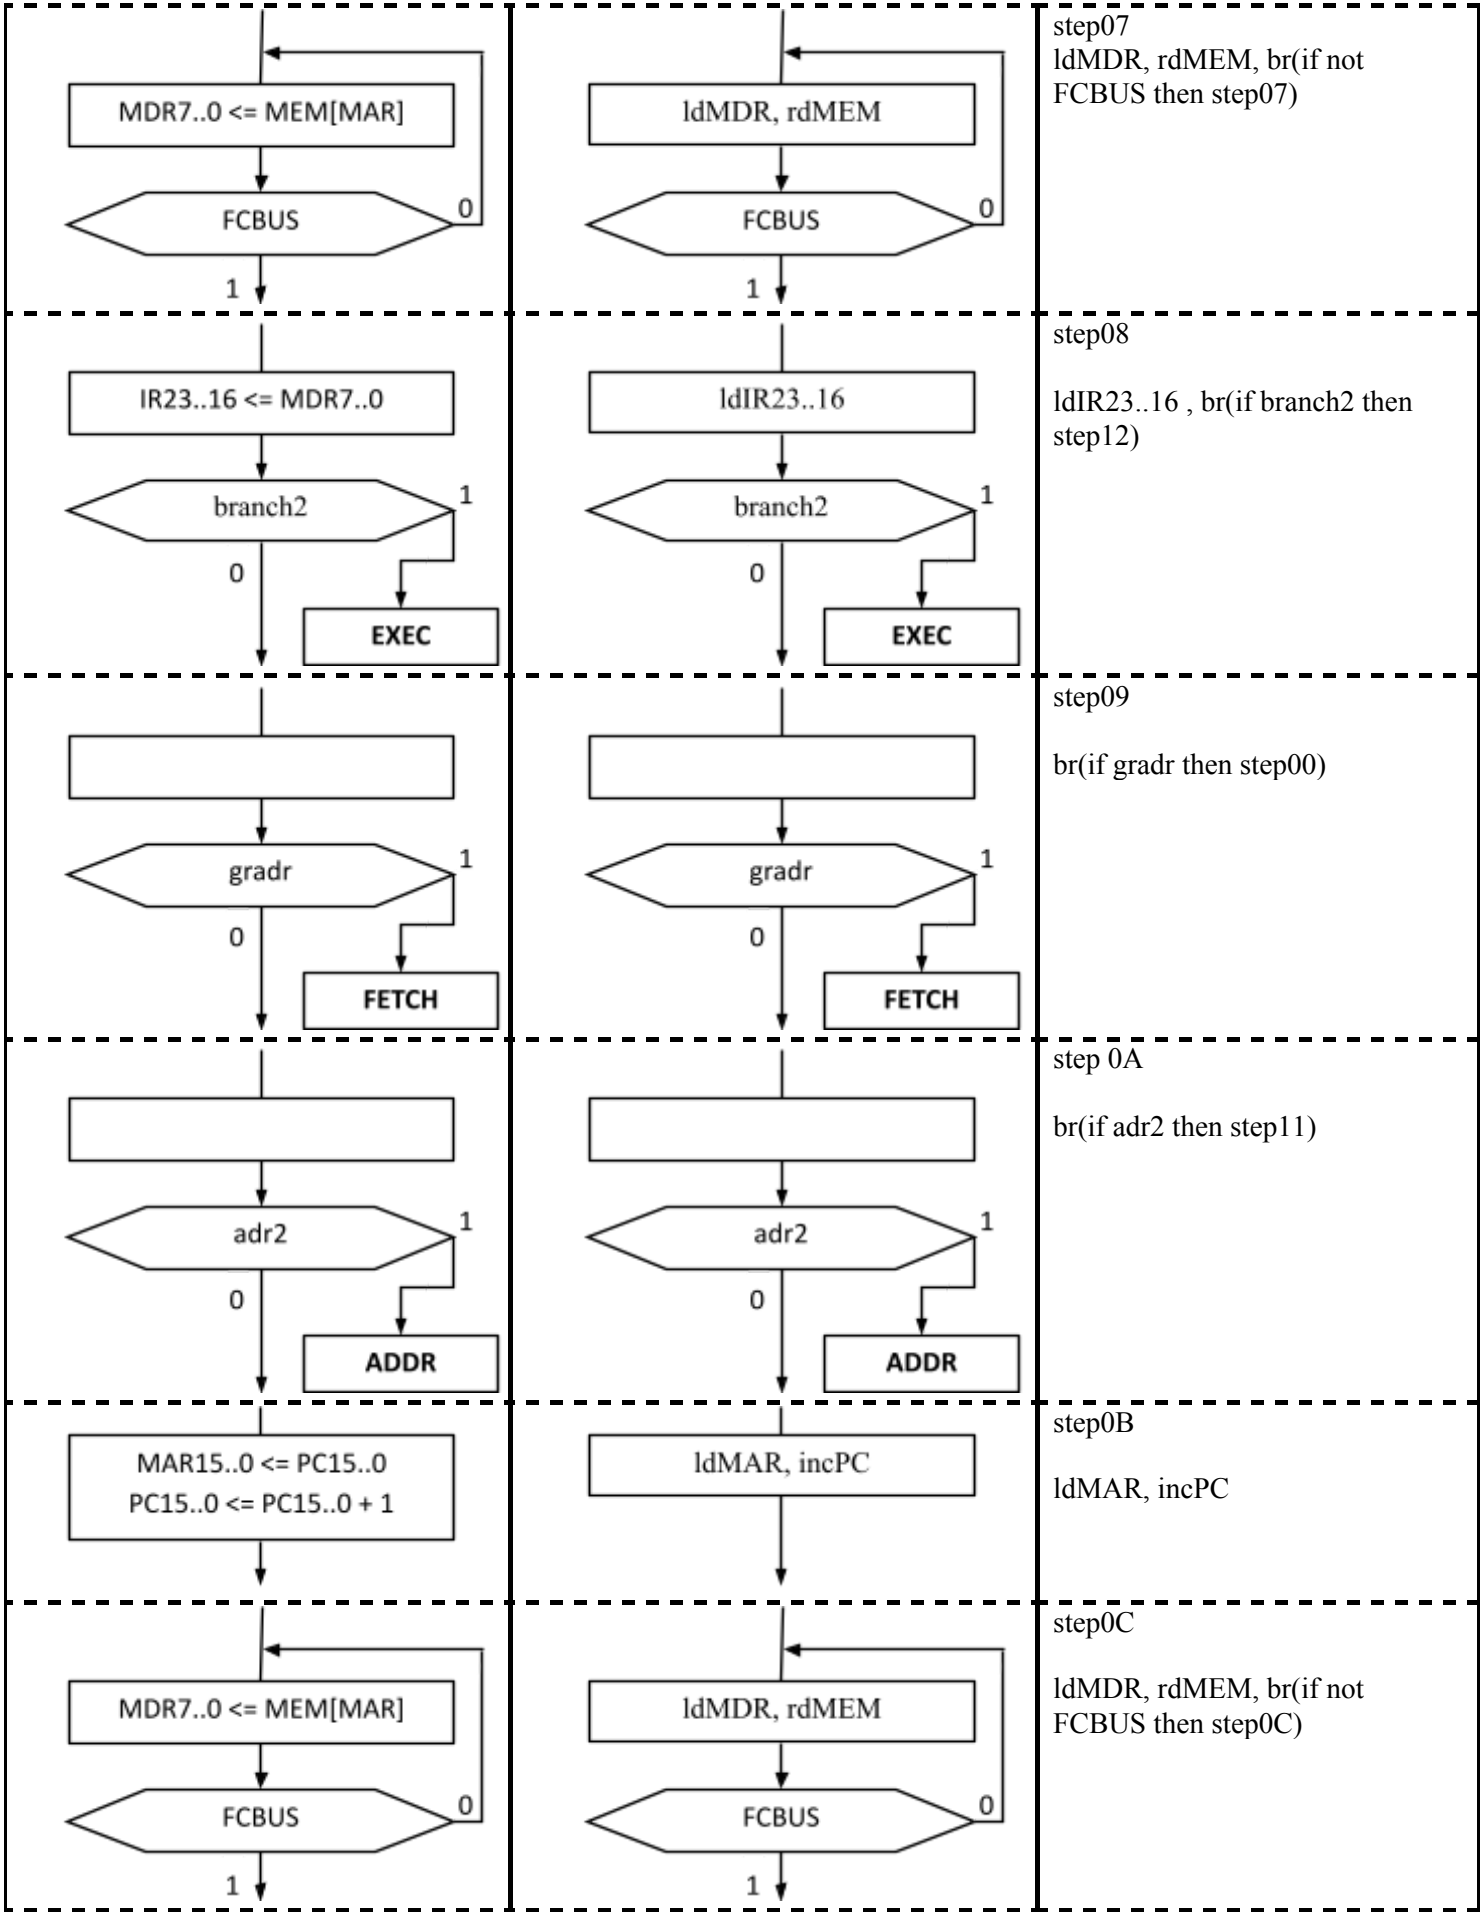 MDR7..0 <= MEM[MAR]
FCBUS
0
1
ldMDR, rdMEM
FCBUS
0
1
step07
ldMDR, rdMEM, br(if not
FCBUS then step07)
IR23..16 <= MDR7..0
branch2
1
0
EXEC
ldIR23..16
branch2
1
0
EXEC
step08
ldIR23..16 , br(if branch2 then
step12)
gradr
1
0
FETCH
gradr
1
0
FETCH
step09
br(if gradr then step00)
adr2
1
0
ADDR
adr2
1
0
ADDR
step 0A
br(if adr2 then step11)
MAR15..0 <= PC15..0
PC15..0 <= PC15..0 + 1
ldMAR, incPC
step0B
ldMAR, incPC
MDR7..0 <= MEM[MAR]
FCBUS
0
1
ldMDR, rdMEM
FCBUS
0
1
step0C
ldMDR, rdMEM, br(if not
FCBUS then step0C)